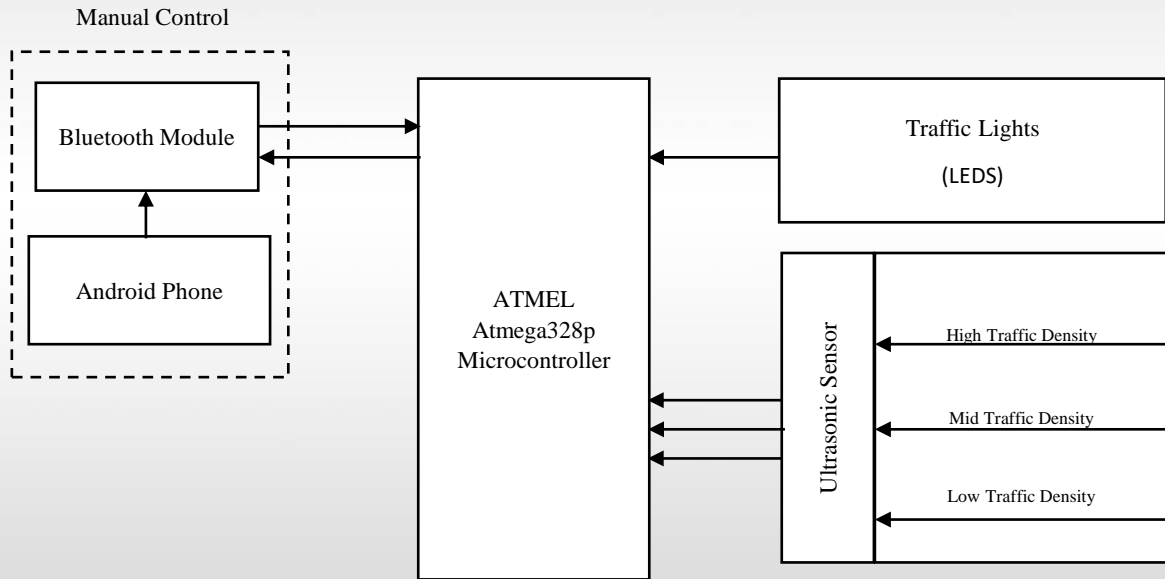 Manual Control
Bluetooth Module
Android Phone
ATMEL
Atmega328p
Microcontroller
Traffic Lights
(LEDS)
Ultrasonic Sensor
High Traffic Density
Mid Traffic Density
Low Traffic Density